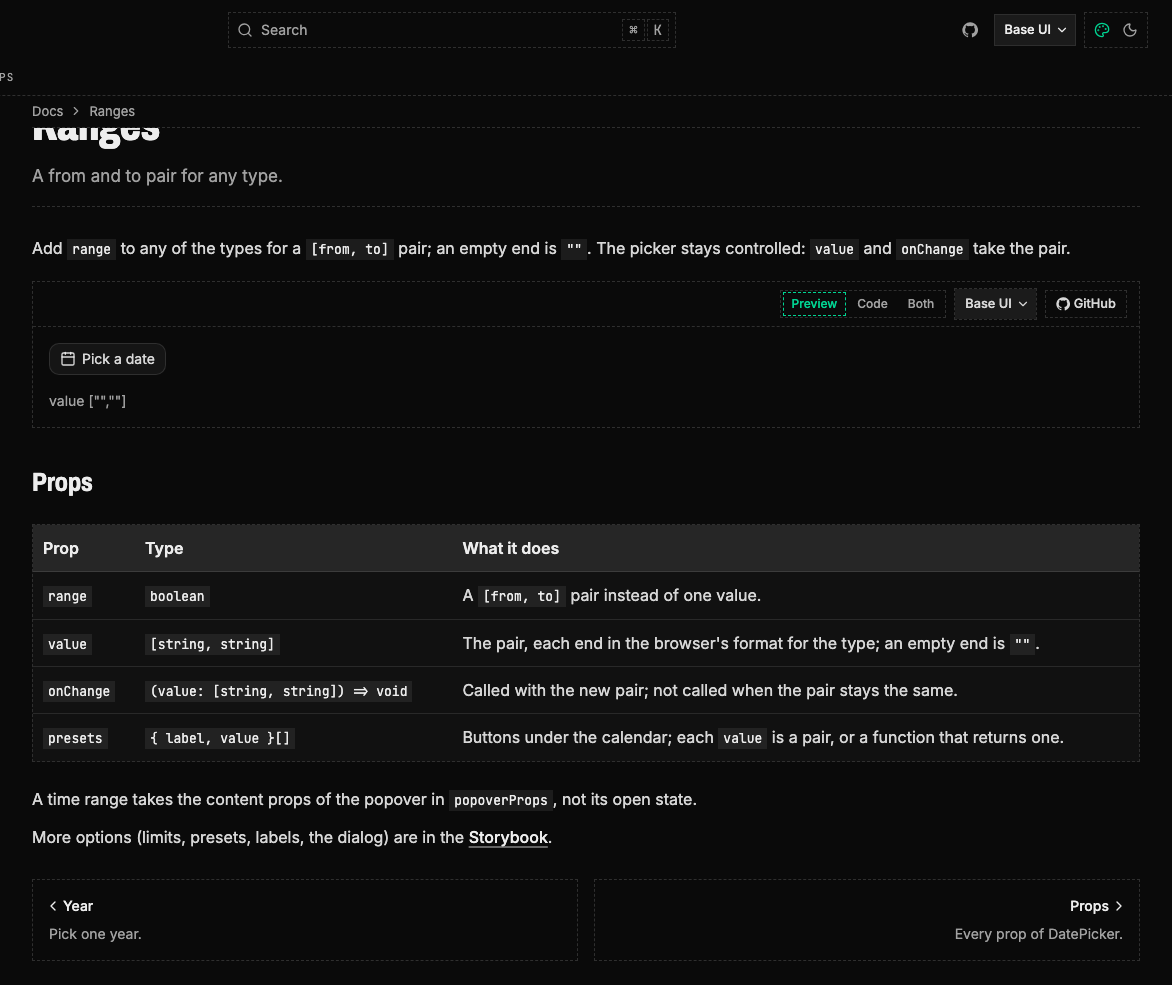 Search ⌘ K
Base UI
PS
Docs > Ranges
Ranges
A from and to pair for any type.
Add range to any of the types for a [from, to] pair; an empty end is "". The picker stays controlled: value and onChange take the pair.
Preview Code Both Base UI GitHub
Pick a date
value ["",""]
Props
Prop Type What it does
range boolean A [from, to] pair instead of one value.
value [string, string] The pair, each end in the browser's format for the type; an empty end is "".
onChange (value: [string, string]) => void Called with the new pair; not called when the pair stays the same.
presets { label, value }[] Buttons under the calendar; each value is a pair, or a function that returns one.
A time range takes the content props of the popover in popoverProps, not its open state.
More options (limits, presets, labels, the dialog) are in the Storybook.
< Year
Pick one year.
Props >
Every prop of DatePicker.